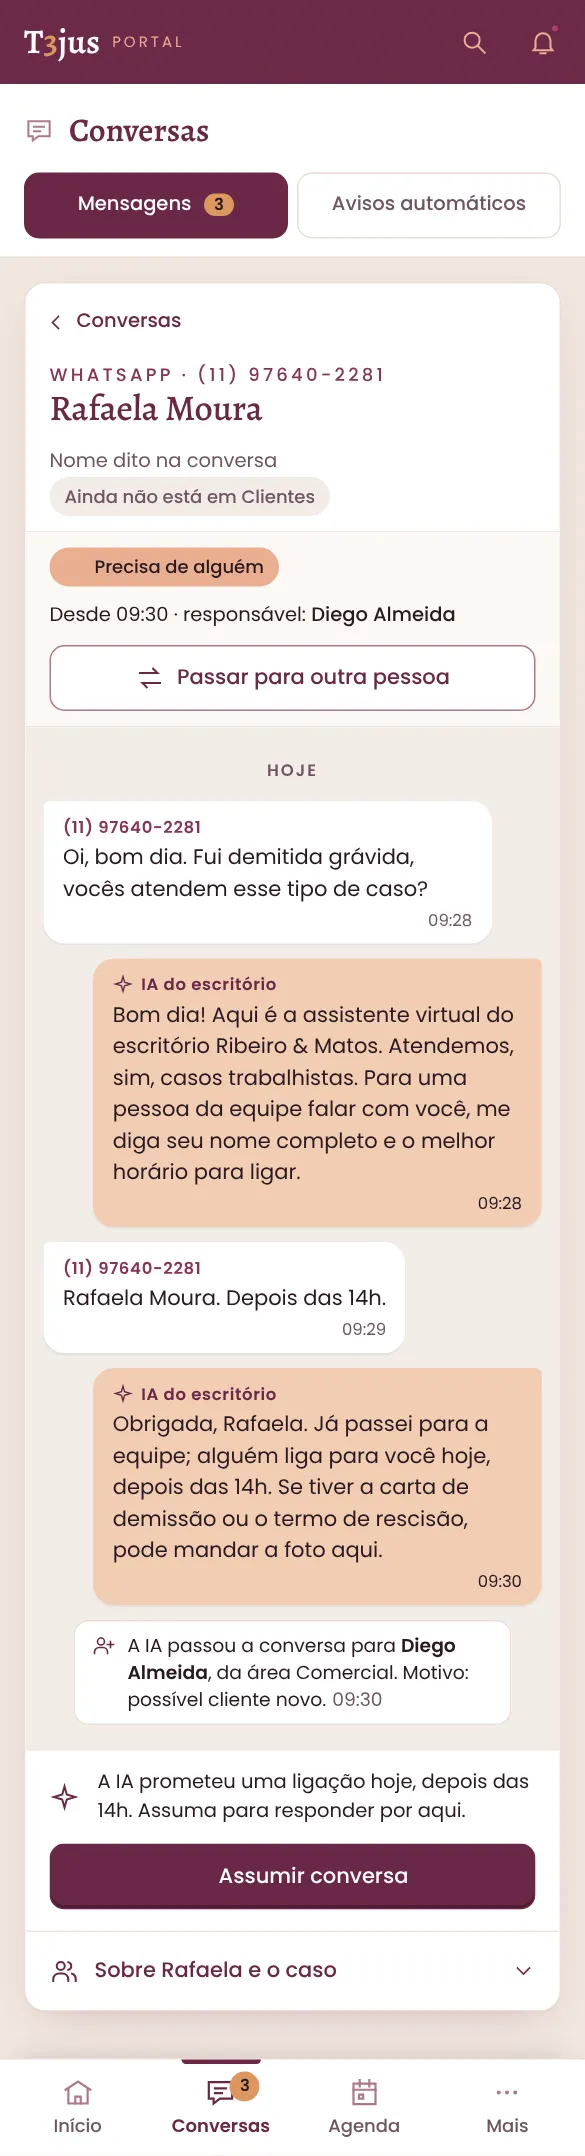 T3jus PORTAL
Conversas
Mensagens 3
Avisos automáticos
Conversas
WHATSAPP · (11) 97640-2281
Rafaela Moura
Nome dito na conversa
Ainda não está em Clientes
Precisa de alguém
Desde 09:30 · responsável: Diego Almeida
Passar para outra pessoa
HOJE
(11) 97640-2281
Oi, bom dia. Fui demitida grávida,
vocês atendem esse tipo de caso?
09:28
IA do escritório
Bom dia! Aqui é a assistente virtual do
escritório Ribeiro & Matos. Atendemos,
sim, casos trabalhistas. Para uma
pessoa da equipe falar com você, me
diga seu nome completo e o melhor
horário para ligar.
09:28
(11) 97640-2281
Rafaela Moura. Depois das 14h.
09:29
IA do escritório
Obrigada, Rafaela. Já passei para a
equipe; alguém liga para você hoje,
depois das 14h. Se tiver a carta de
demissão ou o termo de rescisão,
pode mandar a foto aqui.
09:30
A IA passou a conversa para Diego
Almeida, da área Comercial. Motivo:
possível cliente novo. 09:30
A IA prometeu uma ligação hoje, depois das
14h. Assuma para responder por aqui.
Assumir conversa
Sobre Rafaela e o caso
3
Início
Conversas
Agenda
Mais